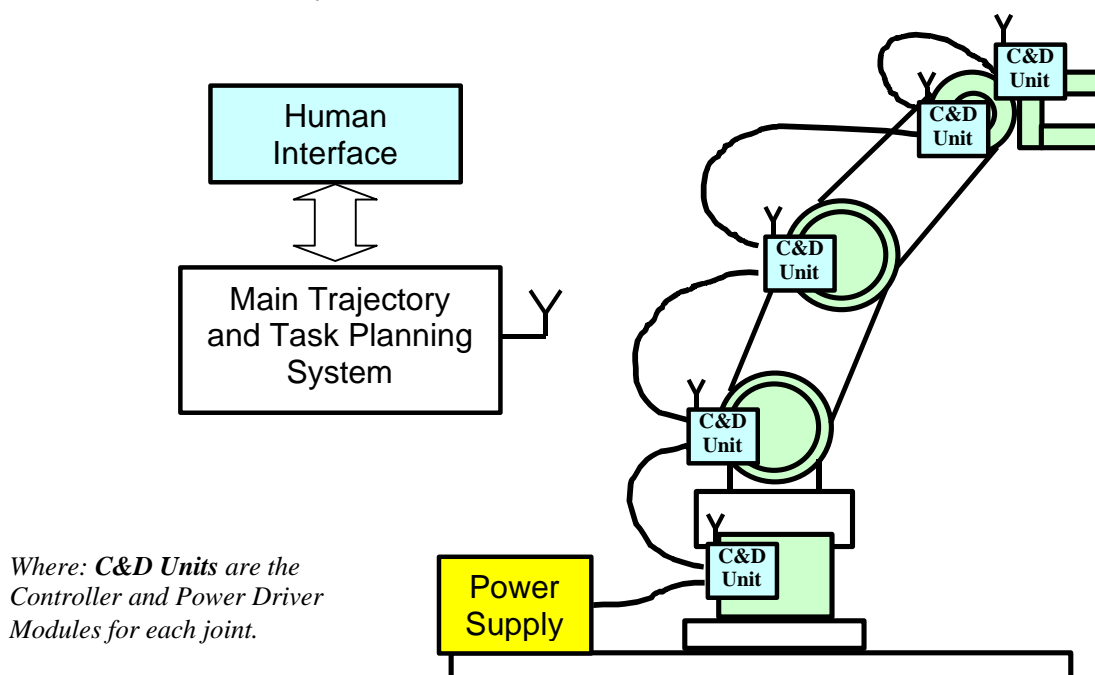 C&D
Unit
C&D
Unit
Human
Interface
C&D
Unit
Main Trajectory
and Task Planning
System
C&D
Unit
C&D
Unit
Where: C&D Units are the
Controller and Power Driver
Modules for each joint.
Power
Supply